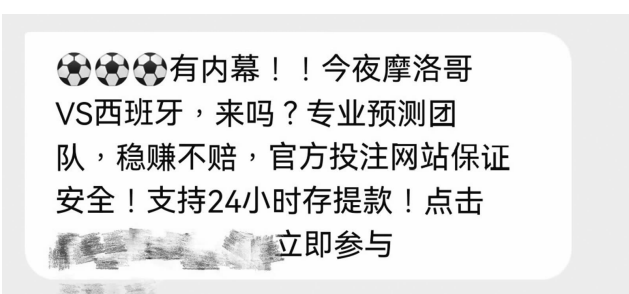 ⚽⚽⚽有内幕！！今夜摩洛哥
VS西班牙，来吗？专业预测团
队，稳赚不赔，官方投注网站保证
安全！支持24小时存提款！点击
立即参与